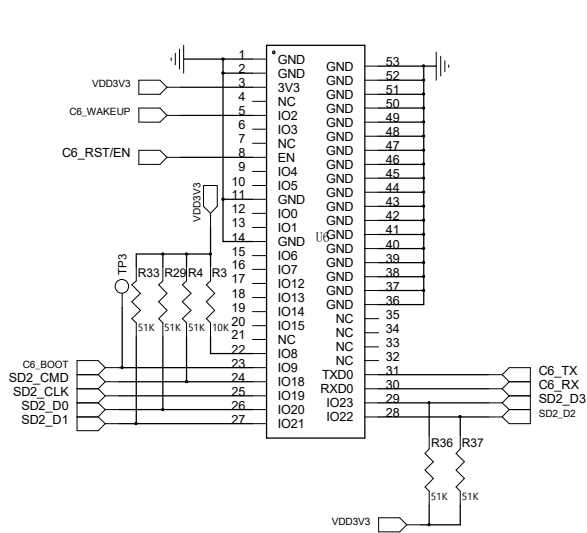 1 GND GND 53
2 GND GND 52
VDD3V3 3 3V3 GND 51
4 NC GND 50
C6_WAKEUP 5 IO2 GND 49
6 IO3 GND 48
7 NC GND 47
C6_RST/EN 8 EN GND 46
9 IO4 GND 45
10 IO5 GND 44
11 GND GND 43
12 IO0 GND 42
13 IO1 GND 41
14 GND U6 GND 40
15 IO6 GND 39
16 IO7 GND 38
17 IO12 GND 37
18 IO13 GND 36
19 IO14 NC 35
20 IO15 NC 34
21 NC NC 33
22 IO8 NC 32
C6_BOOT 23 IO9 TXD0 31 C6_TX
SD2_CMD 24 IO18 RXD0 30 C6_RX
SD2_CLK 25 IO19 IO23 29 SD2_D3
SD2_D0 26 IO20 IO22 28 SD2_D2
SD2_D1 27 IO21
VDD3V3
TP3
R33 R29 R4 R3
51K 51K 51K 10K
R36 R37
51K 51K
VDD3V3